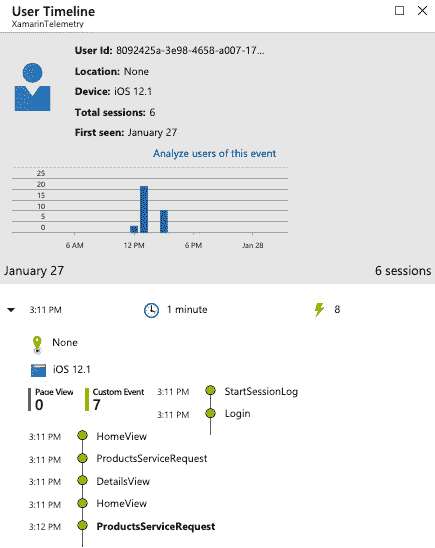 User Timeline
XamarinTelemetry
User Id: 8092425a-3e98-4658-a007-17...
Location: None
Device: iOS 12.1
Total sessions: 6
First seen: January 27
Analyze users of this event
25
20
15
10
5
0
6 AM 12 PM 6 PM Jan 28
January 27 6 sessions
3:11 PM 1 minute 8
None
iOS 12.1
Page View Custom Event
0 7
3:11 PM StartSessionLog
3:11 PM Login
3:11 PM HomeView
3:11 PM ProductsServiceRequest
3:11 PM DetailsView
3:11 PM HomeView
3:12 PM ProductsServiceRequest